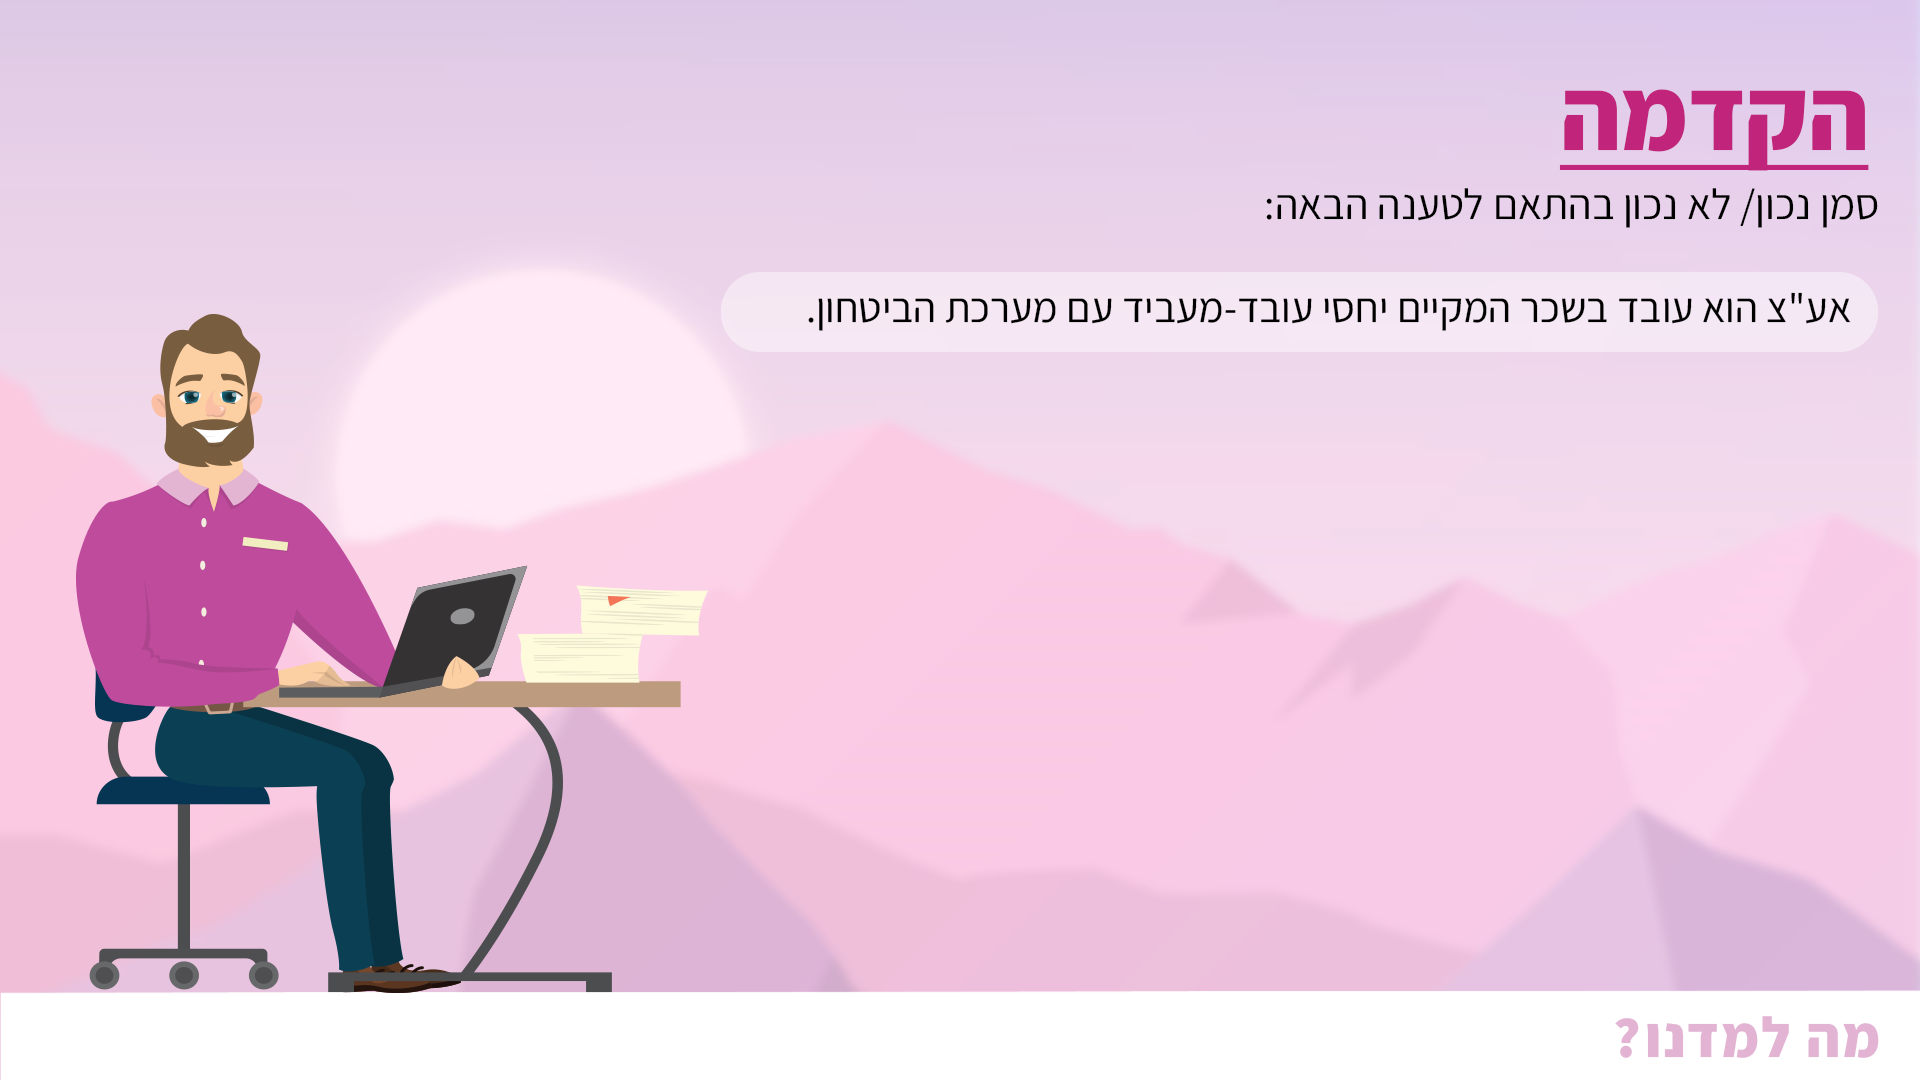 הקדמה
סמן נכון/ לא נכון בהתאם לטענה הבאה:
אע"צ הוא עובד בשכר המקיים יחסי עובד-מעביד עם מערכת הביטחון.
מה למדנו?